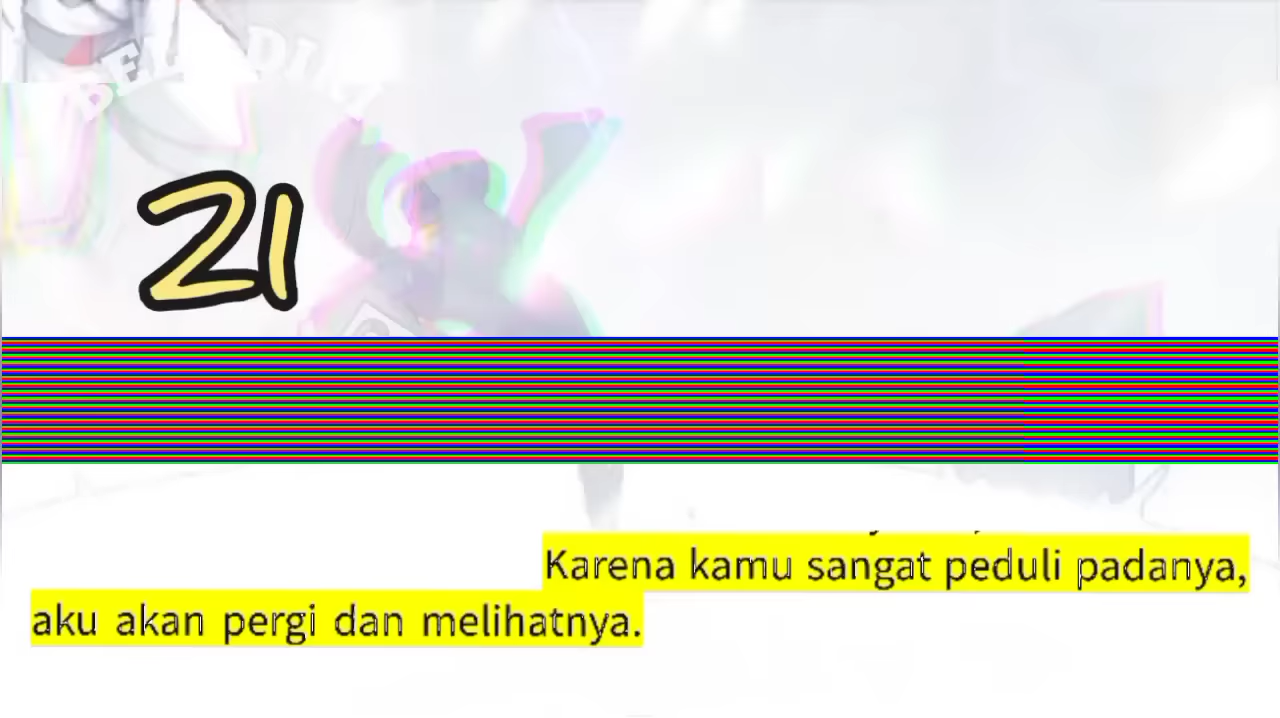 21
Karena kamu sangat peduli padanya,
aku akan pergi dan melihatnya.